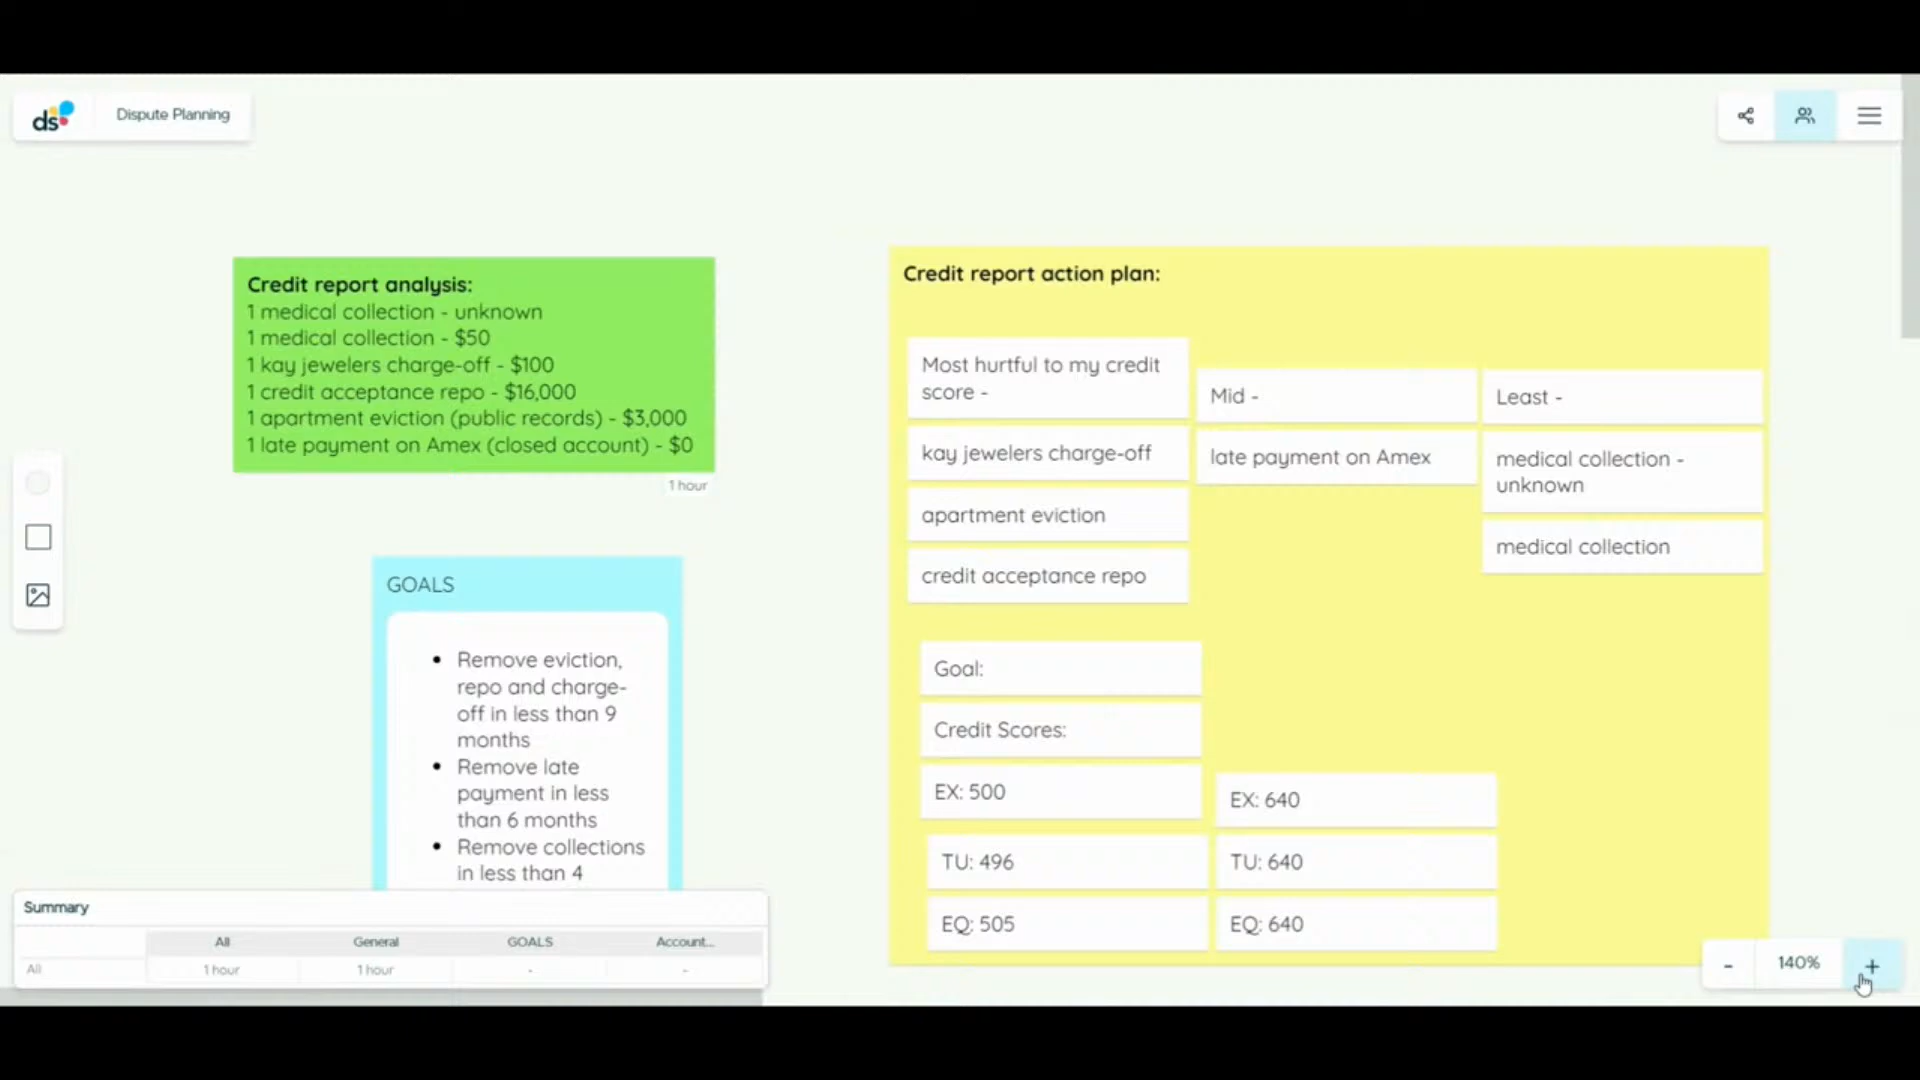 ds
Dispute Planning
Credit report analysis:
1 medical collection - unknown
1 medical collection - $50
1 kay jewelers charge-off - $100
1 credit acceptance repo - $16,000
1 apartment eviction (public records) - $3,000
1 late payment on Amex (closed account) - $0
1 hour
GOALS
Remove eviction,
repo and charge-
off in less than 9
months
Remove late
payment in less
than 6 months
Remove collections
in less than 4
Credit report action plan:
Most hurtful to my credit
score -
kay jewelers charge-off
apartment eviction
credit acceptance repo
Mid -
late payment on Amex
Least -
medical collection -
unknown
medical collection
Goal:
Credit Scores:
EX: 500
EX: 640
TU: 496
TU: 640
EQ: 505
EQ: 640
Summary
All General GOALS Account...
All 1 hour 1 hour - -
- 140% +